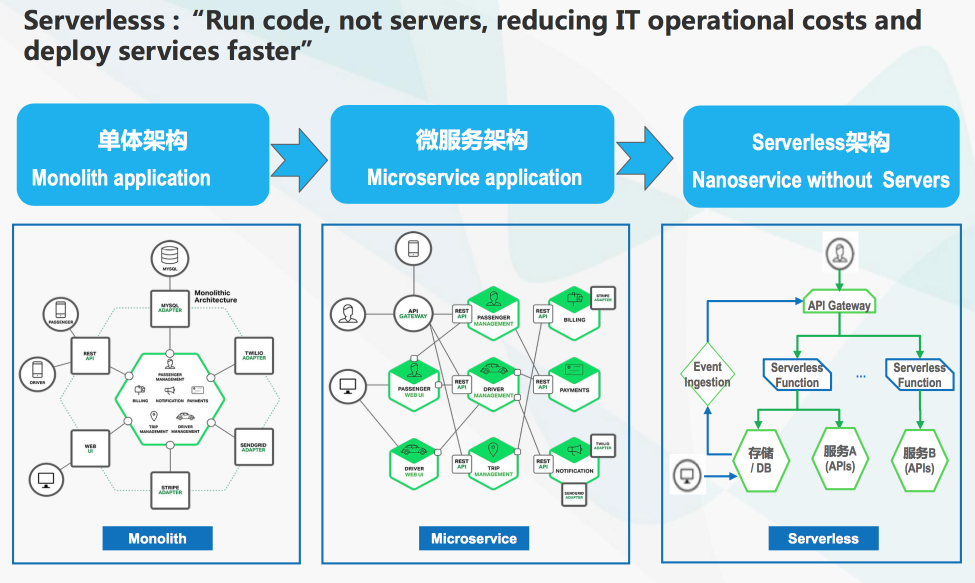 Serverlesss : “Run code, not servers, reducing IT operational costs and
deploy services faster”
单体架构
Monolith application
微服务架构
Microservice application
Serverless架构
Nanoservice without Servers
MYSQL
Monolithic
Architecture
MYSQL
ADAPTER
PASSENGER
REST
API
TWILIO
ADAPTER
DRIVER
PASSENGER
MANAGEMENT
BILLING
NOTIFICATION
PAYMENTS
TRIP
MANAGEMENT
DRIVER
MANAGEMENT
WEB
UI
SENDGRID
ADAPTER
STRIPE
ADAPTER
Monolith
API
GATEWAY
REST
API
PASSENGER
MANAGEMENT
REST
API
BILLING
STRIPE
ADAPTER
PASSENGER
WEB UI
REST
API
DRIVER
MANAGEMENT
REST
API
PAYMENTS
DRIVER
WEB UI
REST
API
TRIP
MANAGEMENT
REST
API
NOTIFICATION
TWILIO
ADAPTER
SENDGRID
ADAPTER
Microservice
API Gateway
Event
Ingestion
Serverless
Function
...
Serverless
Function
存储
/ DB
服务A
(APIs)
服务B
(APIs)
Serverless